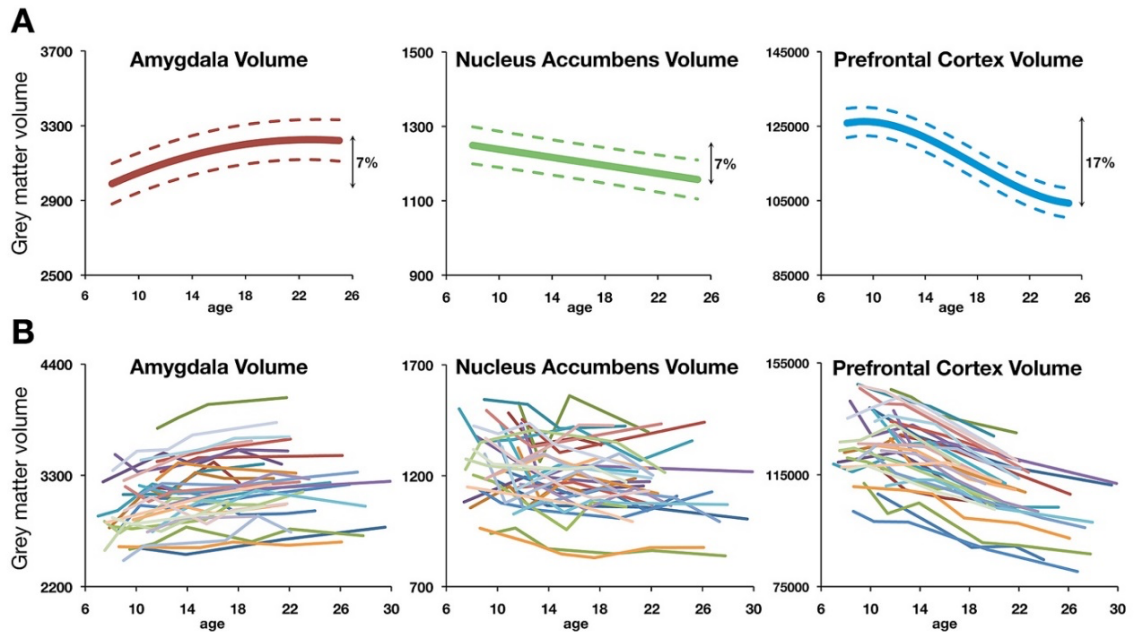 A
Amygdala Volume
Nucleus Accumbens Volume
Prefrontal Cortex Volume
Grey matter volume
3700
3300
2900
2500
7%
6 10 14 18 22 26
age
1500
1300
1100
900
7%
6 10 14 18 22 26
age
145000
125000
105000
85000
17%
6 10 14 18 22 26
age
B
Amygdala Volume
Nucleus Accumbens Volume
Prefrontal Cortex Volume
Grey matter volume
4400
3300
2200
6 10 14 18 22 26 30
age
1700
1200
700
6 10 14 18 22 26 30
age
155000
115000
75000
6 10 14 18 22 26 30
age